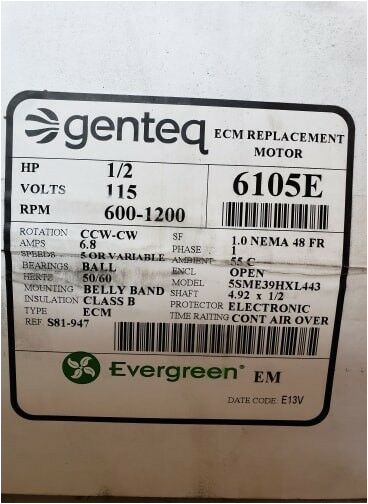 genteq ECM REPLACEMENT MOTOR
HP 1/2
VOLTS 115
RPM 600-1200
6105E
ROTATION CCW-CW SF 1.0 NEMA 48 FR
AMPS 6.8 PHASE 1
SPEEDS 5 OR VARIABLE AMBIENT 55 C
BEARINGS BALL ENCL OPEN
HERTZ 50/60 MODEL 5SME39HXL443
MOUNTING BELLY BAND SHAFT 4.92 x 1/2
INSULATION CLASS B PROTECTOR ELECTRONIC
TYPE ECM TIME RAITING CONT AIR OVER
REF. S81-947
Evergreen® EM
DATE CODE E13V